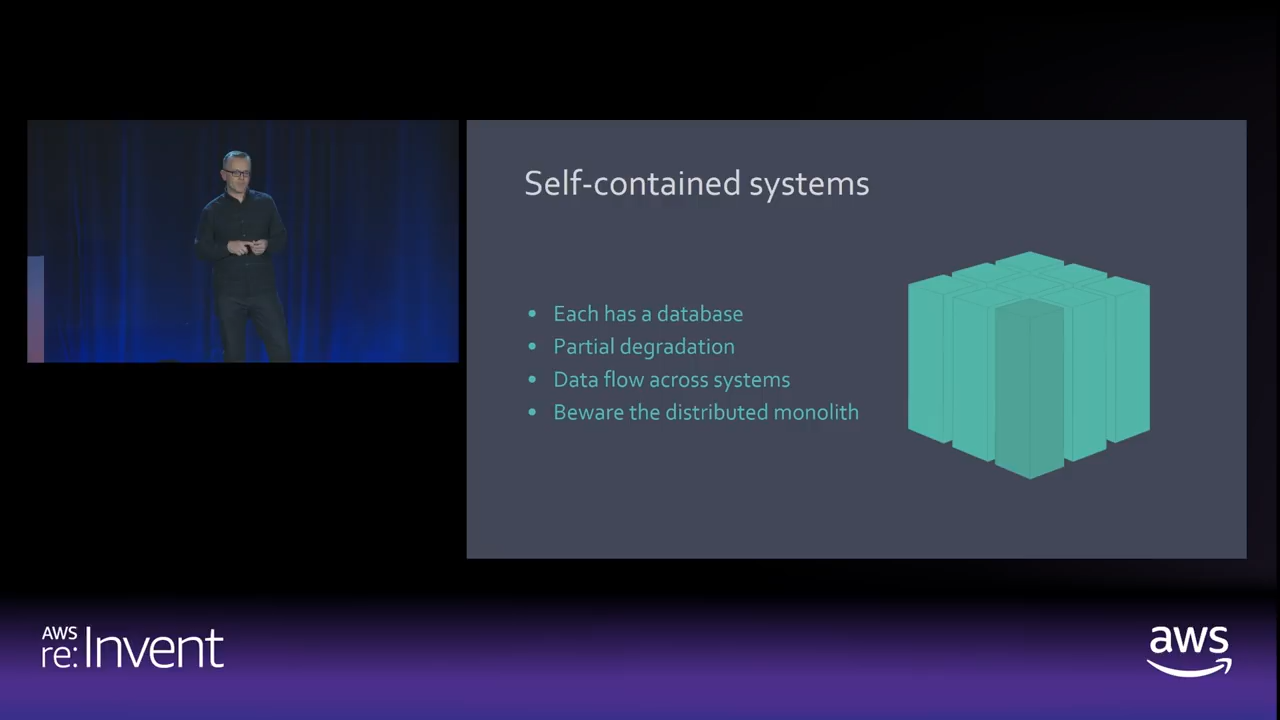 Self-contained systems
• Each has a database
• Partial degradation
• Data flow across systems
• Beware the distributed monolith
AWS
re:Invent
aws